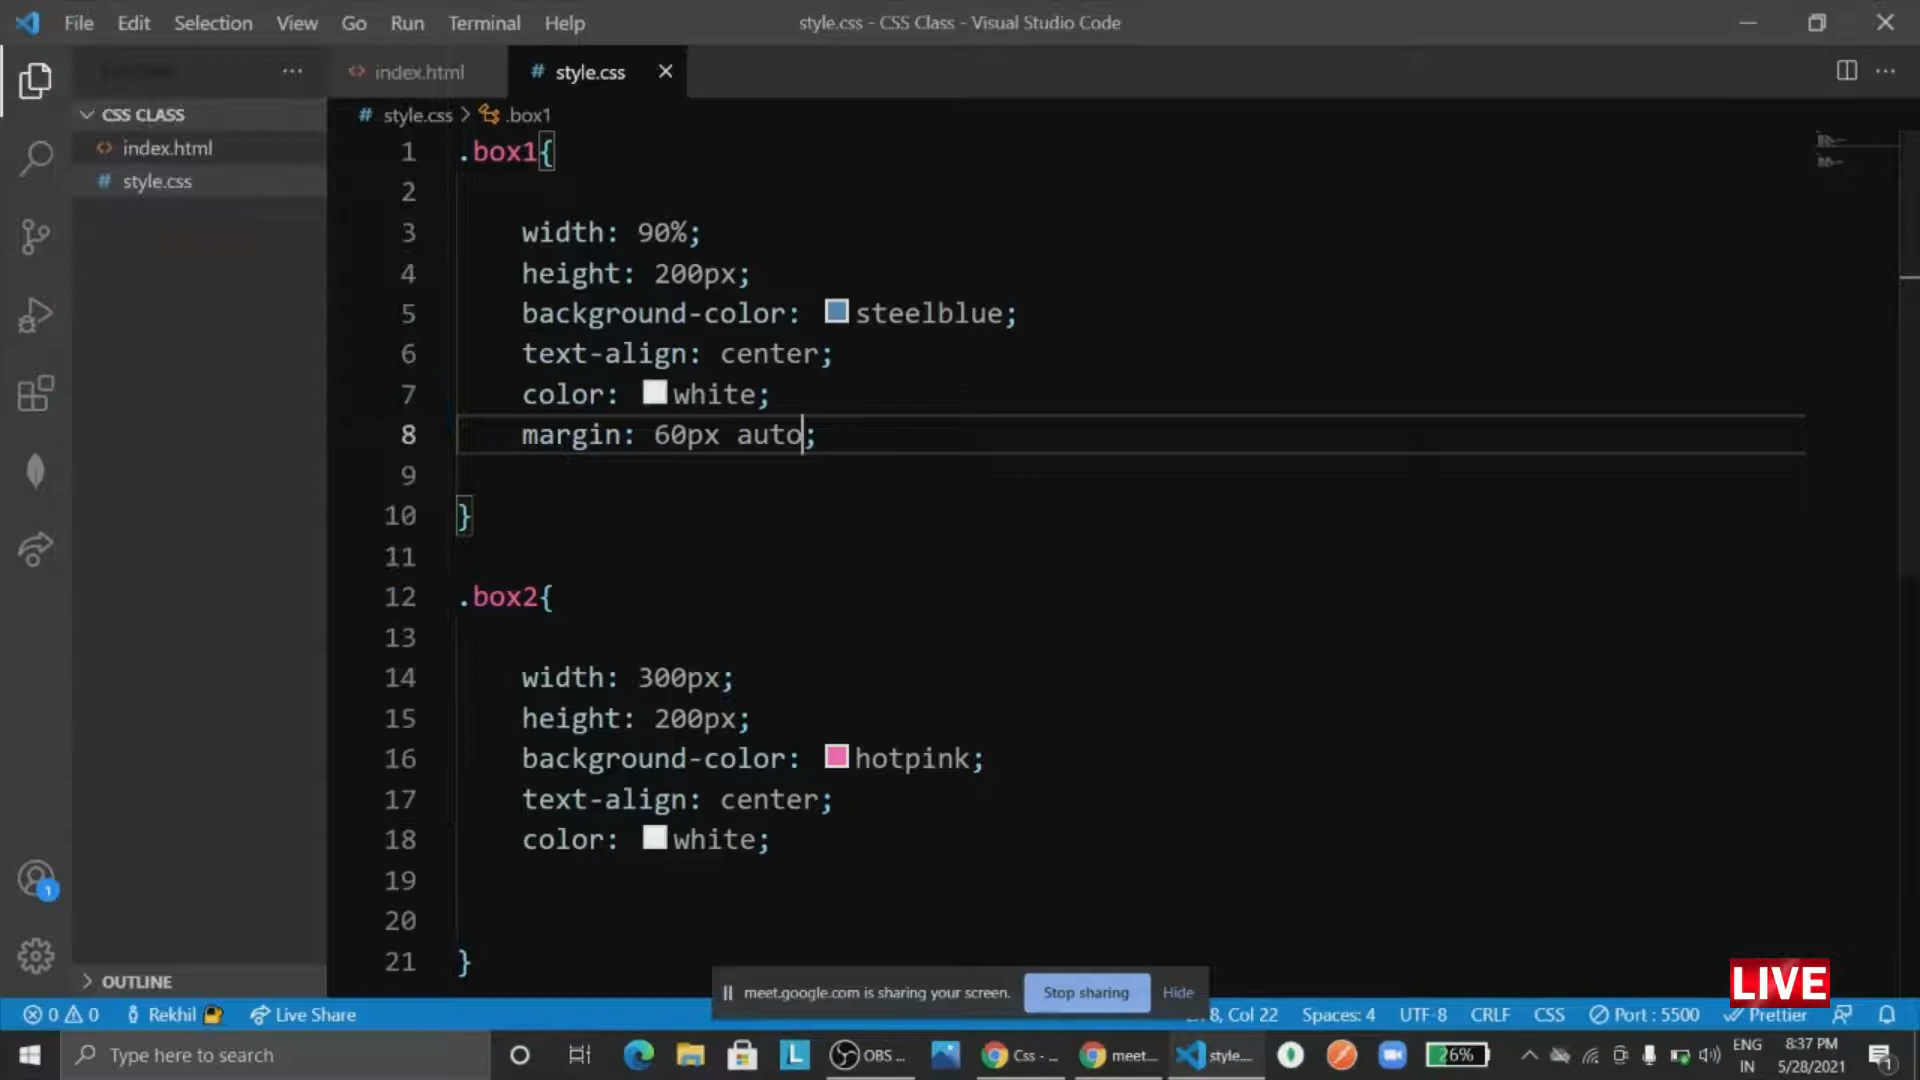 File Edit Selection View Go Run Terminal Help style.css - CSS Class - Visual Studio Code
index.html # style.css
CSS CLASS
index.html
# style.css
# style.css > .box1
1 .box1{
2
3 width: 90%;
4 height: 200px;
5 background-color: steelblue;
6 text-align: center;
7 color: white;
8 margin: 60px auto;
9
10 }
11
12 .box2{
13
14 width: 300px;
15 height: 200px;
16 background-color: hotpink;
17 text-align: center;
18 color: white;
19
20
21 }
1
OUTLINE
meet.google.com is sharing your screen. Stop sharing Hide
LIVE
0 0 Rekhil Live Share 8, Col 22 Spaces: 4 UTF-8 CRLF CSS Port : 5500 Prettier
Type here to search L OBS ... Css - ... meet... style... 26% ENG IN 8:37 PM 5/28/2021 1